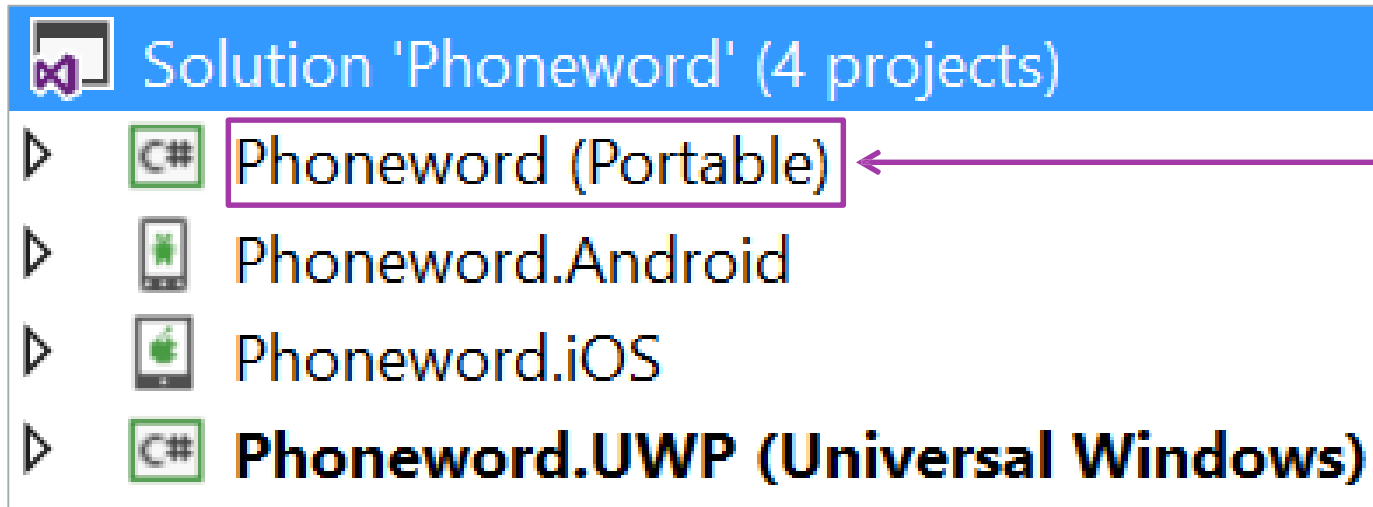 Solution 'Phoneword' (4 projects)
C# Phoneword (Portable)
Phoneword.Android
Phoneword.iOS
C# Phoneword.UWP (Universal Windows)